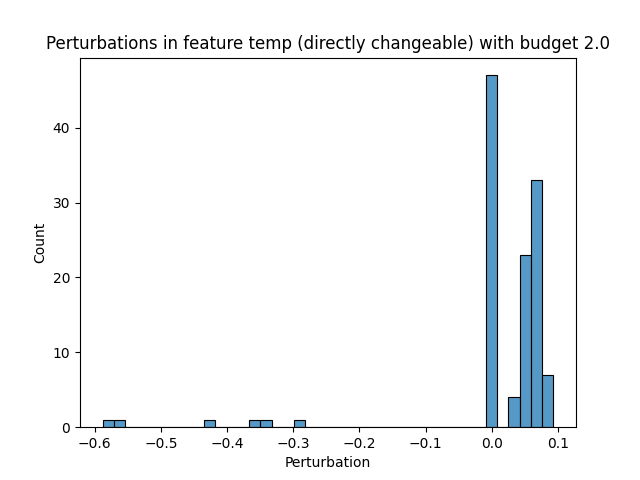 Perturbations in feature temp (directly changeable) with budget 2.0
Count
40
30
20
10
0
−0.6 −0.5 −0.4 −0.3 −0.2 −0.1 0.0 0.1
Perturbation